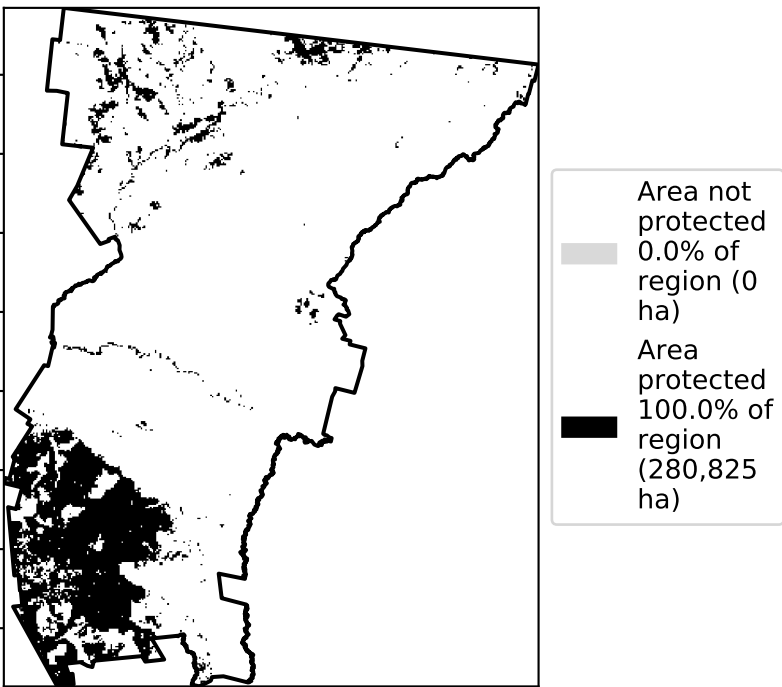 Area not
protected
0.0% of
region (0
ha)
Area
protected
100.0% of
region
(280,825
ha)